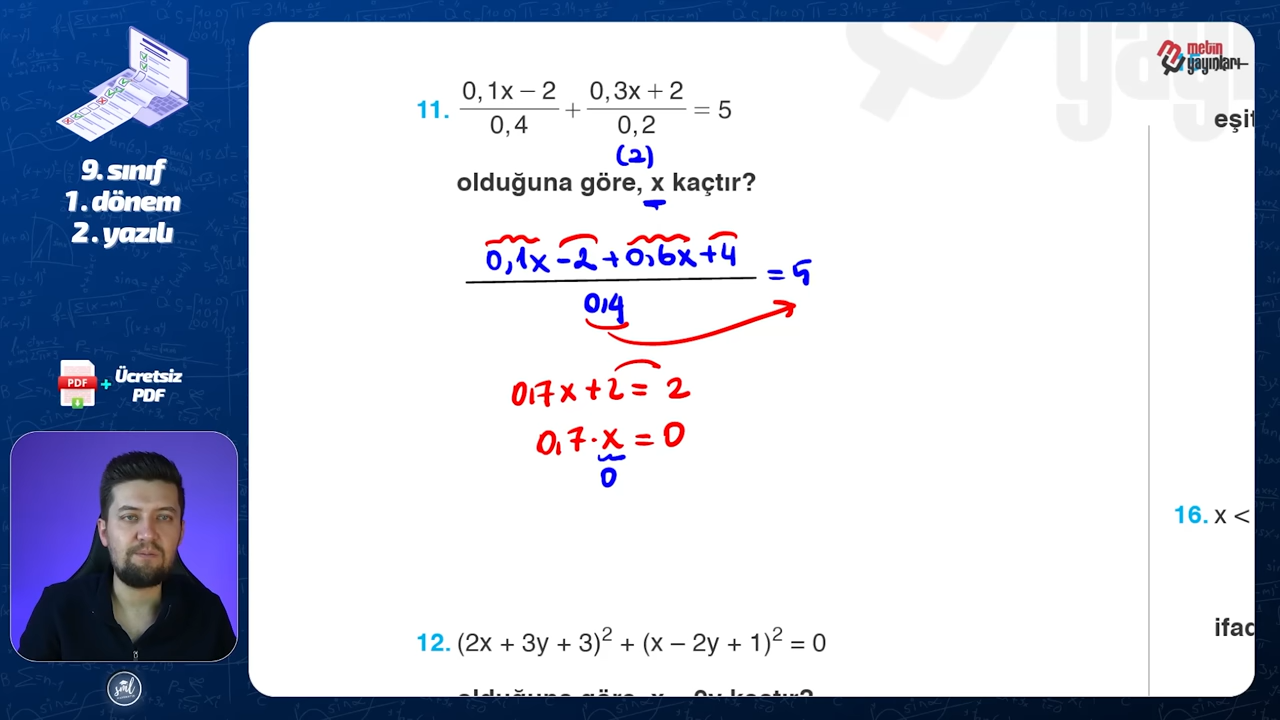 9. sınıf
1. dönem
2. yazılı
PDF
+
Ücretsiz
PDF
sml
metin
yayınları
11. (0,1x − 2)/(0,4) + (0,3x + 2)/(0,2) = 5
(2)
olduğuna göre, x kaçtır?
(0,1x − 2 + 0,6x + 4)/(0,4) = 5
0,7x + 2 = 2
0,7 · x = 0
0
12. (2x + 3y + 3)² + (x − 2y + 1)² = 0
eşit
16. x <
ifad